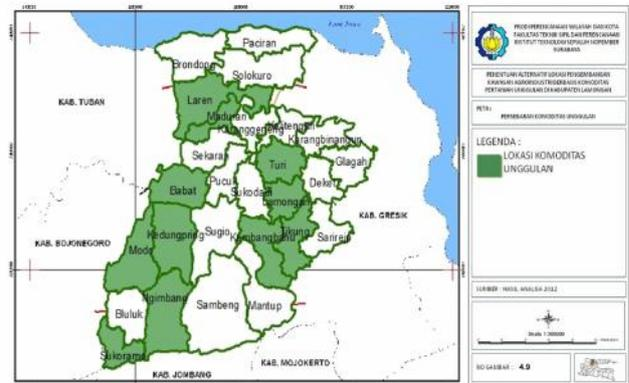 Laut Jawa
Paciran
Brondong
Solokuro
KAB. TUBAN
Laren
Maduran
Karanggeneng
Kalitengah
Karangbinangun
Sekaran
Turi
Glagah
Pucuk
Deket
Babat
Sukodadi
Lamongan
KAB. GRESIK
Sugio
Tikung
Kedungpring
Kembangbahu
Sarirejo
KAB. BOJONEGORO
Modo
Ngimbang
Sambeng
Mantup
Bluluk
Sukorame
KAB. MOJOKERTO
KAB. JOMBANG
PRODI PERENCANAAN WILAYAH DAN KOTA
FAKULTAS TEKNIK SIPIL DAN PERENCANAAN
INSTITUT TEKNOLOGI SEPULUH NOPEMBER
SURABAYA
PENENTUAN ALTERNATIF LOKASI PENGEMBANGAN
KAWASAN AGROINDUSTRI BERBASIS KOMODITAS
PERTANIAN UNGGULAN DI KABUPATEN LAMONGAN
PETA :
PERSEBARAN KOMODITAS UNGGULAN
LEGENDA :
LOKASI KOMODITAS
UNGGULAN
SUMBER : HASIL ANALISA 2012
NO GAMBAR : 4.9